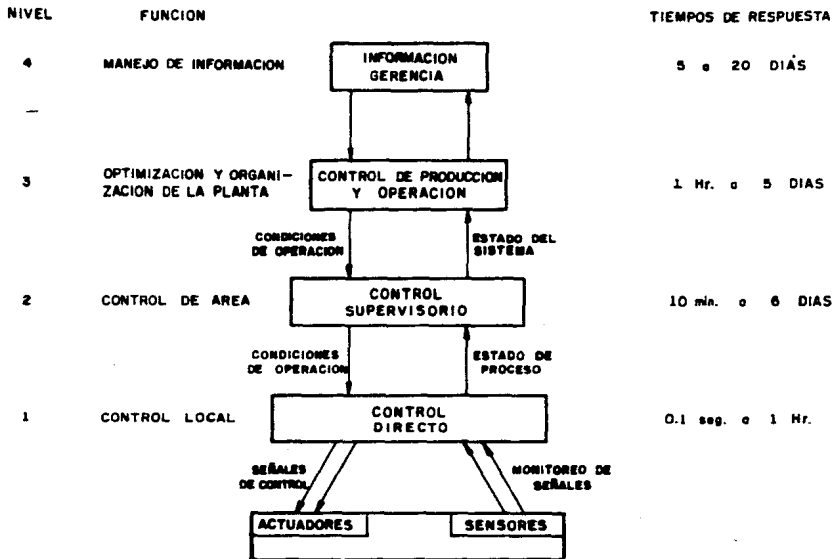 NIVEL FUNCION TIEMPOS DE RESPUESTA
4 MANEJO DE INFORMACION INFORMACION 5 a 20 DIAS
GERENCIA
—
3 OPTIMIZACION Y ORGANI- CONTROL DE PRODUCCION 1 Hr. a 5 DIAS
ZACION DE LA PLANTA Y OPERACION
CONDICIONES ESTADO DEL
DE OPERACION SISTEMA
2 CONTROL DE AREA CONTROL 10 min. a 6 DIAS
SUPERVISORIO
CONDICIONES ESTADO DE
DE OPERACION PROCESO
1 CONTROL LOCAL CONTROL 0.1 seg. a 1 Hr.
DIRECTO
SEÑALES MONITOREO DE
DE CONTROL SEÑALES
ACTUADORES SENSORES